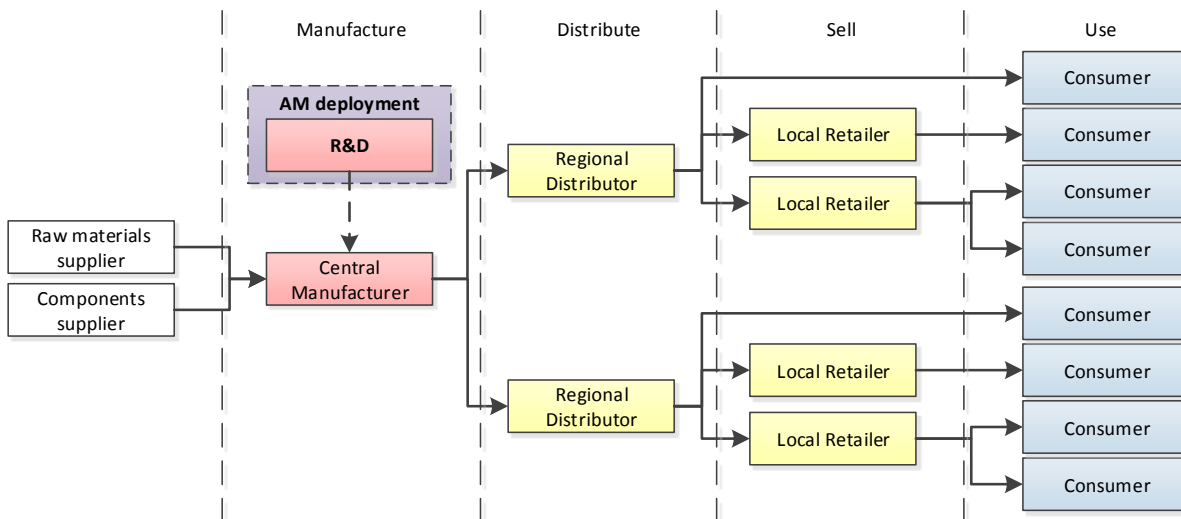 Manufacture
Distribute
Sell
Use
AM deployment
R&D
Raw materials
supplier
Components
supplier
Central
Manufacturer
Regional
Distributor
Regional
Distributor
Local Retailer
Local Retailer
Local Retailer
Local Retailer
Consumer
Consumer
Consumer
Consumer
Consumer
Consumer
Consumer
Consumer